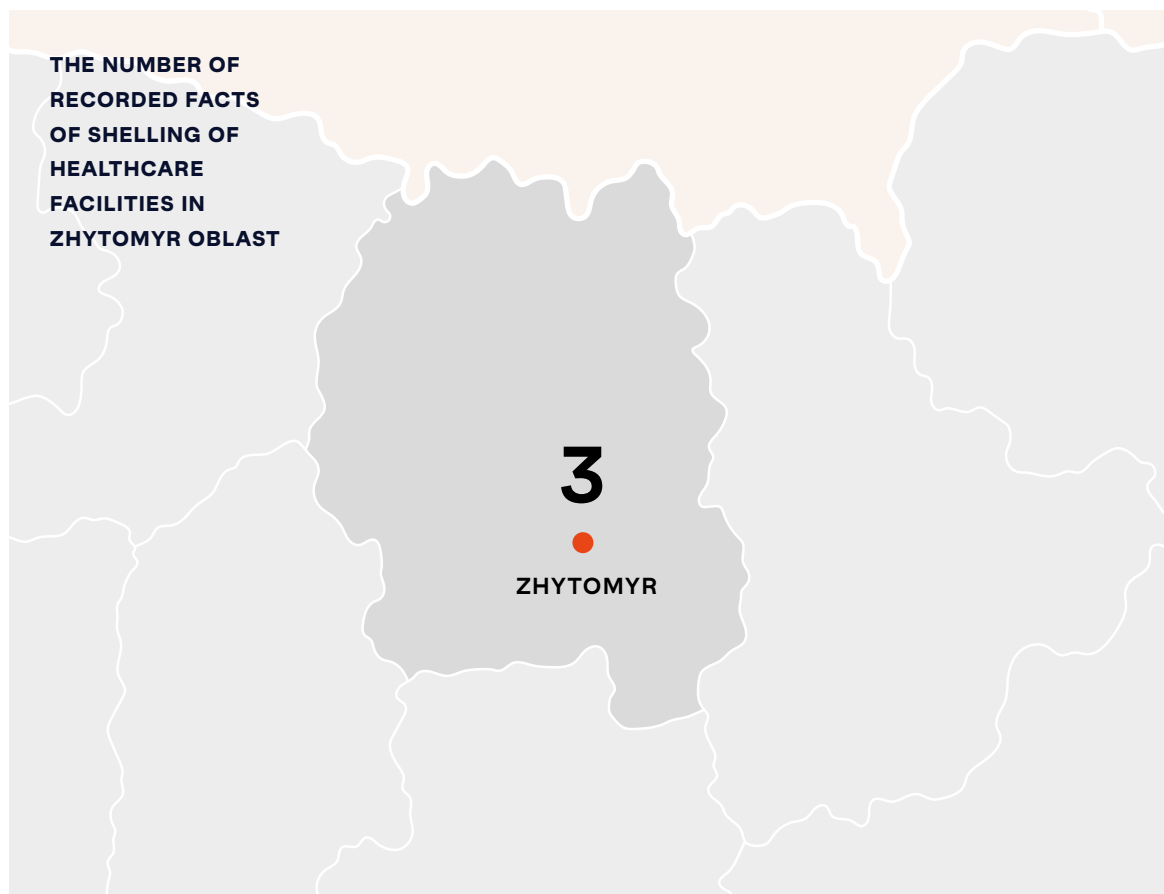 THE NUMBER OF
RECORDED FACTS
OF SHELLING OF
HEALTHCARE
FACILITIES IN
ZHYTOMYR OBLAST
3
ZHYTOMYR